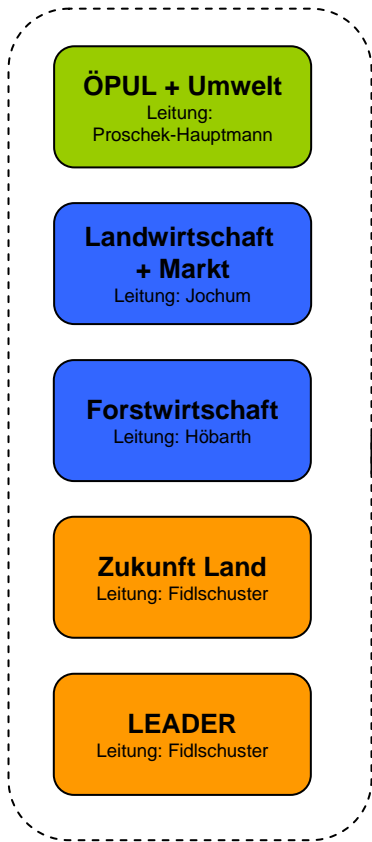 ÖPUL + Umwelt
Leitung:
Proschek-Hauptmann
Landwirtschaft
+ Markt
Leitung: Jochum
Forstwirtschaft
Leitung: Höbarth
Zukunft Land
Leitung: Fidlschuster
LEADER
Leitung: Fidlschuster